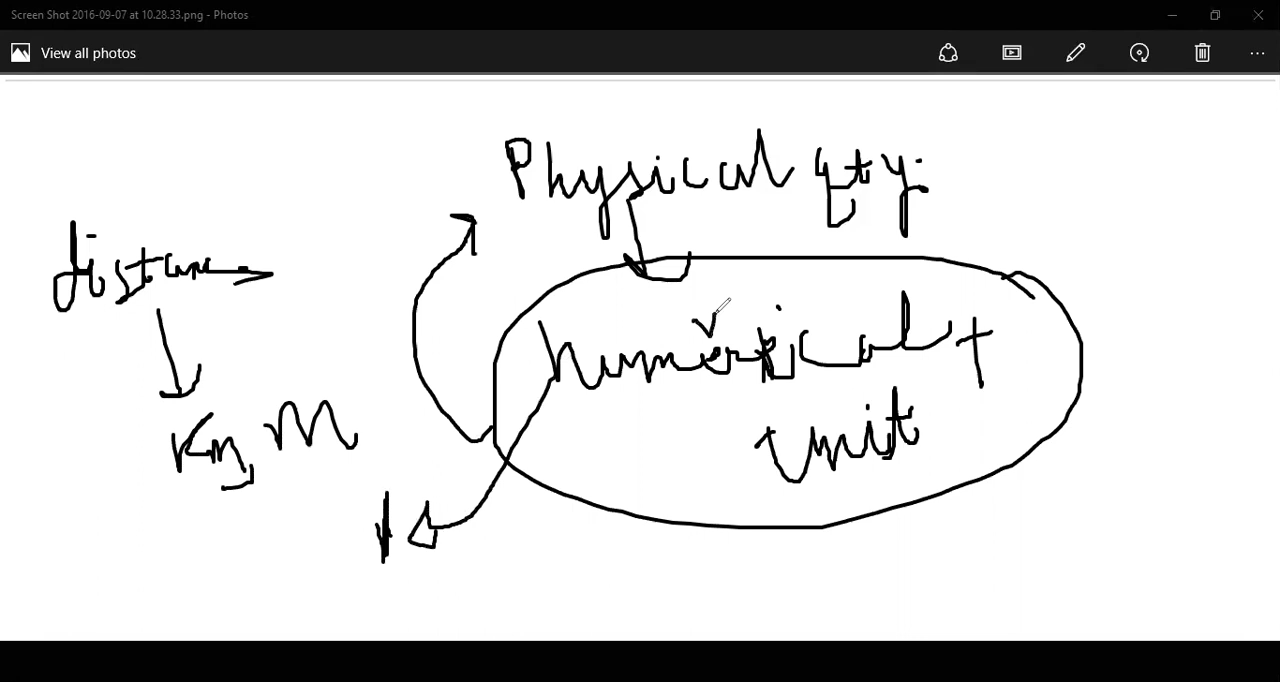 Screen Shot 2016-09-07 at 10.28.33.png - Photos
View all photos
Physical qty.
distance
numerical +
unit
Km, M
1